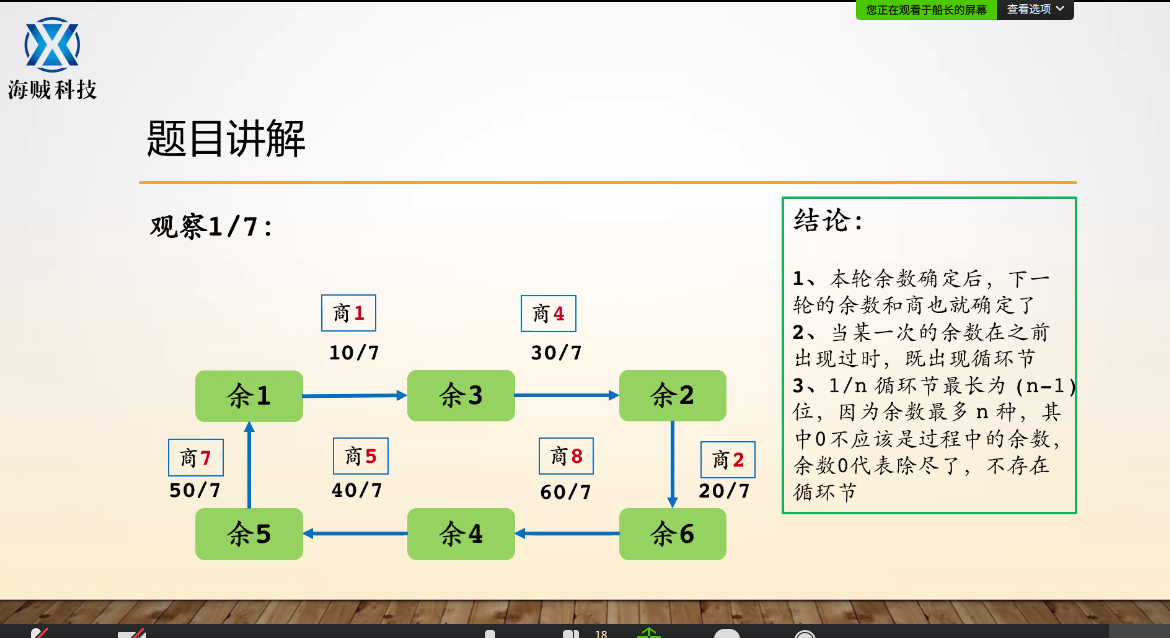 您正在观看于船长的屏幕 查看选项
海贼科技
题目讲解
观察1/7:
商1
商4
10/7
30/7
余1
余3
余2
商7
商5
商8
商2
50/7
40/7
60/7
20/7
余5
余4
余6
结论:
1、本轮余数确定后，下一
轮的余数和商也就确定了
2、当某一次的余数在之前
出现过时，既出现循环节
3、1/n 循环节最长为 (n-1)
位，因为余数最多 n 种，其
中0不应该是过程中的余数，
余数0代表除尽了，不存在
循环节
18